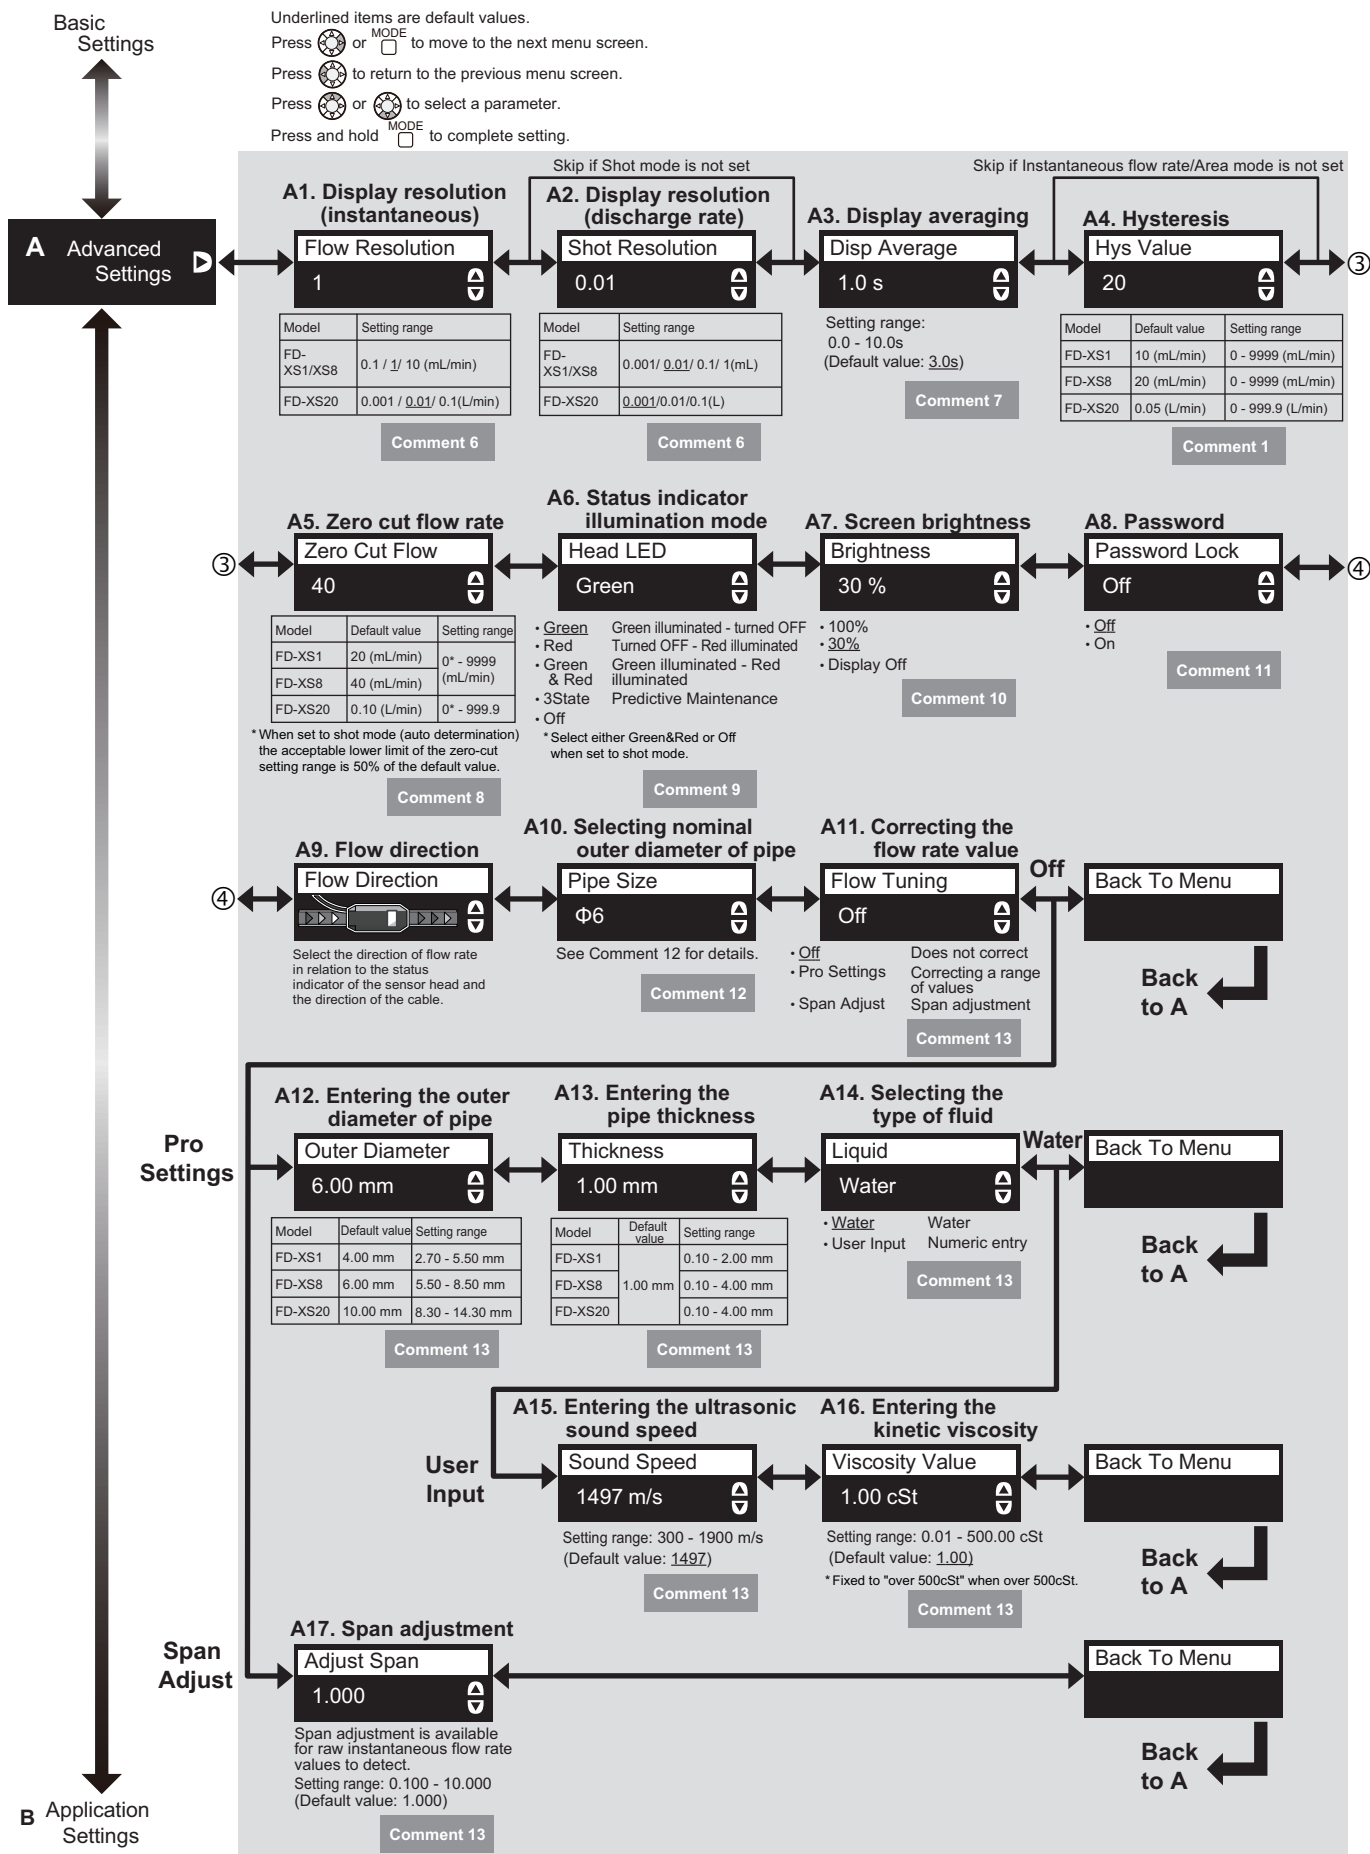 Basic
Settings
Underlined items are default values.
Press or MODE to move to the next menu screen.
Press to return to the previous menu screen.
Press or to select a parameter.
Press and hold MODE to complete setting.
Skip if Shot mode is not set
Skip if Instantaneous flow rate/Area mode is not set
A Advanced
Settings
A1. Display resolution
(instantaneous)
Flow Resolution
1
Model Setting range
FD-
XS1/XS8 0.1 / 1/ 10 (mL/min)
FD-XS20 0.001 / 0.01/ 0.1(L/min)
Comment 6
A2. Display resolution
(discharge rate)
Shot Resolution
0.01
Model Setting range
FD-
XS1/XS8 0.001/ 0.01/ 0.1/ 1(mL)
FD-XS20 0.001/0.01/0.1(L)
Comment 6
A3. Display averaging
Disp Average
1.0 s
Setting range:
0.0 - 10.0s
(Default value: 3.0s)
Comment 7
A4. Hysteresis
Hys Value
20
③
Model Default value Setting range
FD-XS1 10 (mL/min) 0 - 9999 (mL/min)
FD-XS8 20 (mL/min) 0 - 9999 (mL/min)
FD-XS20 0.05 (L/min) 0 - 999.9 (L/min)
Comment 1
③
A5. Zero cut flow rate
Zero Cut Flow
40
Model Default value Setting range
FD-XS1 20 (mL/min) 0* - 9999
(mL/min)
FD-XS8 40 (mL/min)
FD-XS20 0.10 (L/min) 0* - 999.9
* When set to shot mode (auto determination)
the acceptable lower limit of the zero-cut
setting range is 50% of the default value.
Comment 8
A6. Status indicator
illumination mode
Head LED
Green
• Green Green illuminated - turned OFF
• Red Turned OFF - Red illuminated
• Green Green illuminated - Red
& Red illuminated
• 3State Predictive Maintenance
• Off
* Select either Green&Red or Off
when set to shot mode.
Comment 9
A7. Screen brightness
Brightness
30 %
• 100%
• 30%
• Display Off
Comment 10
A8. Password
Password Lock
Off
④
• Off
• On
Comment 11
④
A9. Flow direction
Flow Direction
Select the direction of flow rate
in relation to the status
indicator of the sensor head and
the direction of the cable.
A10. Selecting nominal
outer diameter of pipe
Pipe Size
Φ6
See Comment 12 for details.
Comment 12
A11. Correcting the
flow rate value
Flow Tuning
Off
Off
• Off Does not correct
• Pro Settings Correcting a range
of values
• Span Adjust Span adjustment
Comment 13
Back To Menu
Back
to A
Pro
Settings
A12. Entering the outer
diameter of pipe
Outer Diameter
6.00 mm
Model Default value Setting range
FD-XS1 4.00 mm 2.70 - 5.50 mm
FD-XS8 6.00 mm 5.50 - 8.50 mm
FD-XS20 10.00 mm 8.30 - 14.30 mm
Comment 13
A13. Entering the
pipe thickness
Thickness
1.00 mm
Model Default
value Setting range
FD-XS1 0.10 - 2.00 mm
FD-XS8 1.00 mm 0.10 - 4.00 mm
FD-XS20 0.10 - 4.00 mm
Comment 13
A14. Selecting the
type of fluid
Liquid
Water
Water
• Water Water
• User Input Numeric entry
Comment 13
Back To Menu
Back
to A
User
Input
A15. Entering the ultrasonic
sound speed
Sound Speed
1497 m/s
Setting range: 300 - 1900 m/s
(Default value: 1497)
Comment 13
A16. Entering the
kinetic viscosity
Viscosity Value
1.00 cSt
Setting range: 0.01 - 500.00 cSt
(Default value: 1.00)
* Fixed to "over 500cSt" when over 500cSt.
Comment 13
Back To Menu
Back
to A
Span
Adjust
A17. Span adjustment
Adjust Span
1.000
Span adjustment is available
for raw instantaneous flow rate
values to detect.
Setting range: 0.100 - 10.000
(Default value: 1.000)
Comment 13
Back To Menu
Back
to A
B Application
Settings